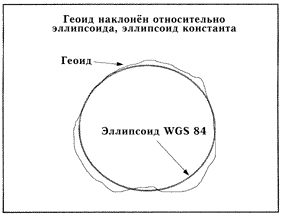 Геоид наклонён относительно
эллипсоида, эллипсоид константа
Геоид
Эллипсоид WGS 84